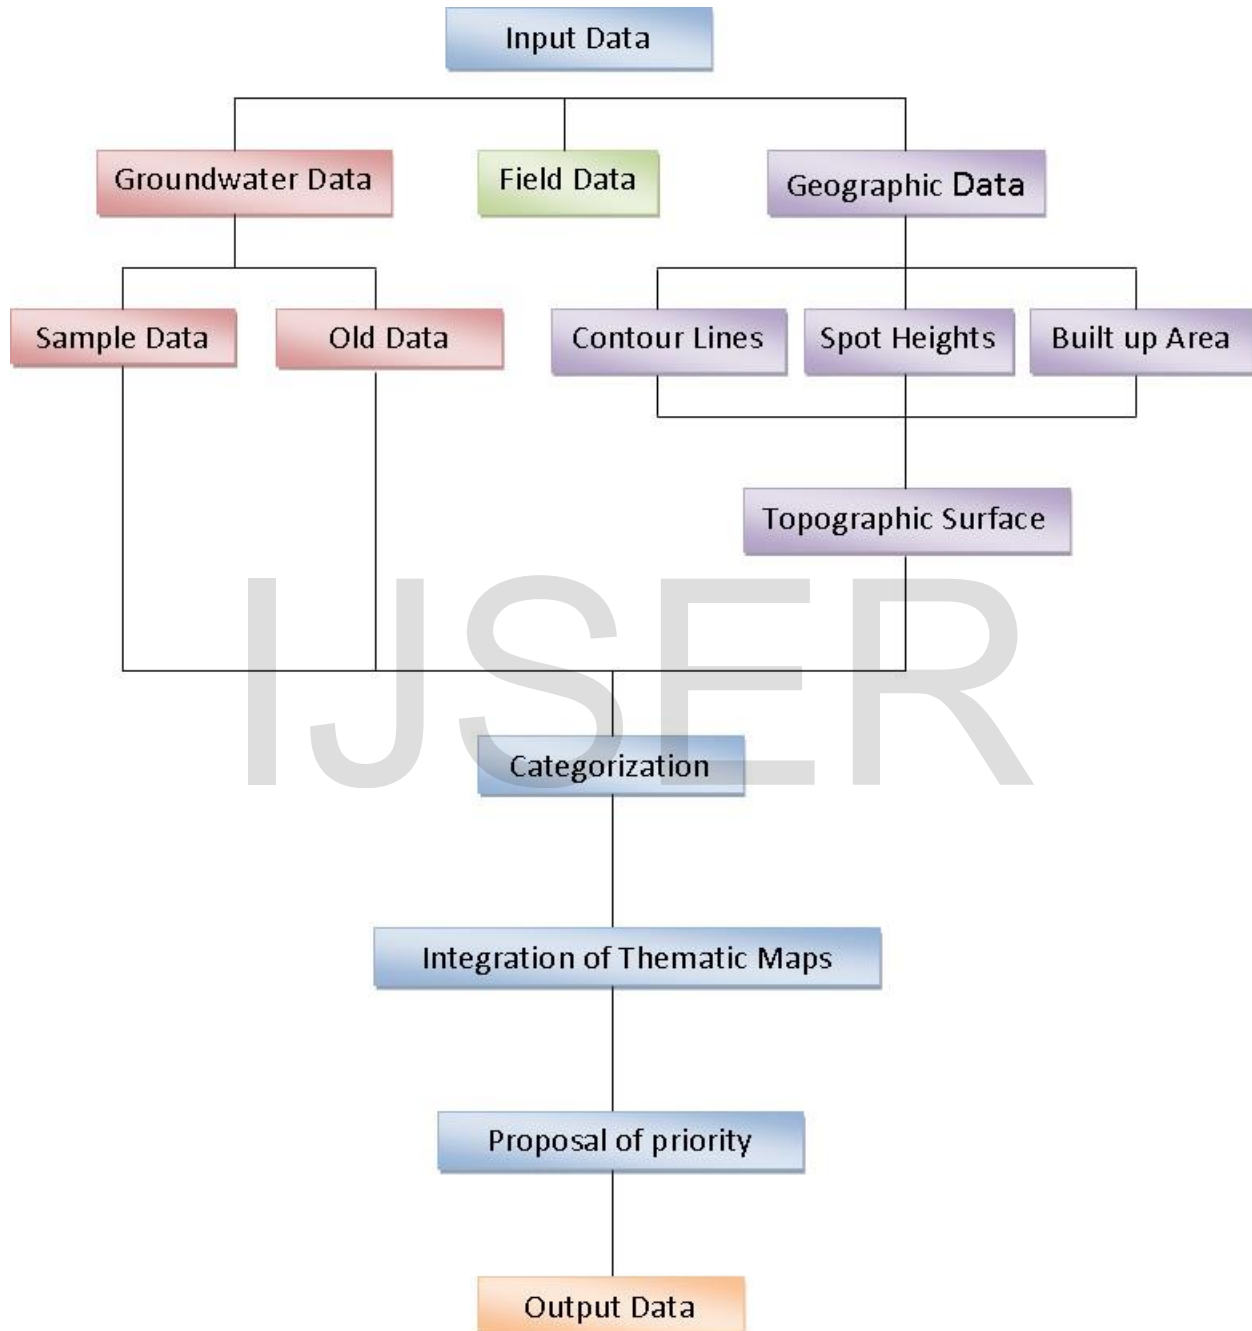 Input Data
Groundwater Data
Field Data
Geographic Data
Sample Data
Old Data
Contour Lines
Spot Heights
Built up Area
Topographic Surface
IJSER
Categorization
Integration of Thematic Maps
Proposal of priority
Output Data